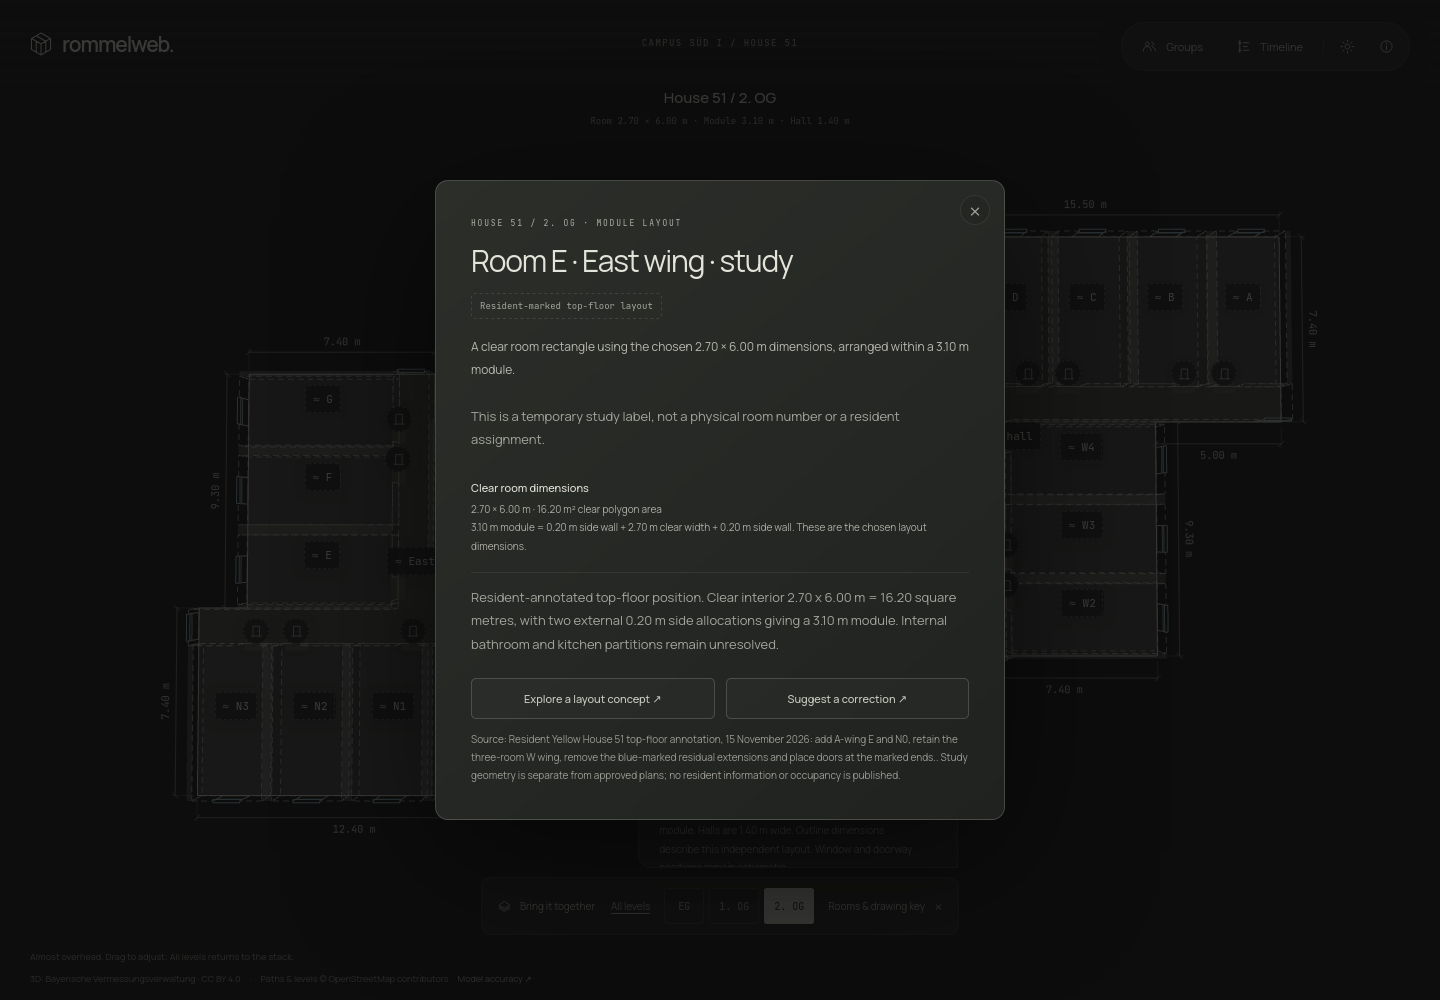 rommelweb.
CAMPUS SÜD I / HOUSE 51
Groups
Timeline
House 51 / 2. OG
Room 2.70 × 6.00 m · Module 3.10 m · Hall 1.40 m
HOUSE 51 / 2. OG · MODULE LAYOUT
Room E · East wing · study
Resident-marked top-floor layout
A clear room rectangle using the chosen 2.70 × 6.00 m dimensions, arranged within a 3.10 m
module.
This is a temporary study label, not a physical room number or a resident
assignment.
Clear room dimensions
2.70 × 6.00 m · 16.20 m² clear polygon area
3.10 m module = 0.20 m side wall + 2.70 m clear width + 0.20 m side wall. These are the chosen layout
dimensions.
Resident-annotated top-floor position. Clear interior 2.70 x 6.00 m = 16.20 square
metres, with two external 0.20 m side allocations giving a 3.10 m module. Internal
bathroom and kitchen partitions remain unresolved.
Explore a layout concept ↗
Suggest a correction ↗
Source: Resident Yellow House 51 top-floor annotation, 15 November 2026: add A-wing E and N0, retain the
three-room W wing, remove the blue-marked residual extensions and place doors at the marked ends.. Study
geometry is separate from approved plans; no resident information or occupancy is published.
7.40 m
9.30 m
≈ G
≈ F
≈ E
≈ East
7.40 m
≈ N3
≈ N2
≈ N1
12.40 m
15.50 m
D
≈ C
≈ B
≈ A
7.40 m
hall
≈ W4
5.00 m
≈ W3
9.30 m
≈ W2
7.40 m
module. Halls are 1.40 m wide. Outline dimensions
describe this independent layout. Window and doorway
Bring it together
All levels
EG
1. OG
2. OG
Rooms & drawing key
×
Almost overhead. Drag to adjust. All levels returns to the stack.
3D: Bayerische Vermessungsverwaltung · CC BY 4.0
Paths & levels © OpenStreetMap contributors
Model accuracy ↗